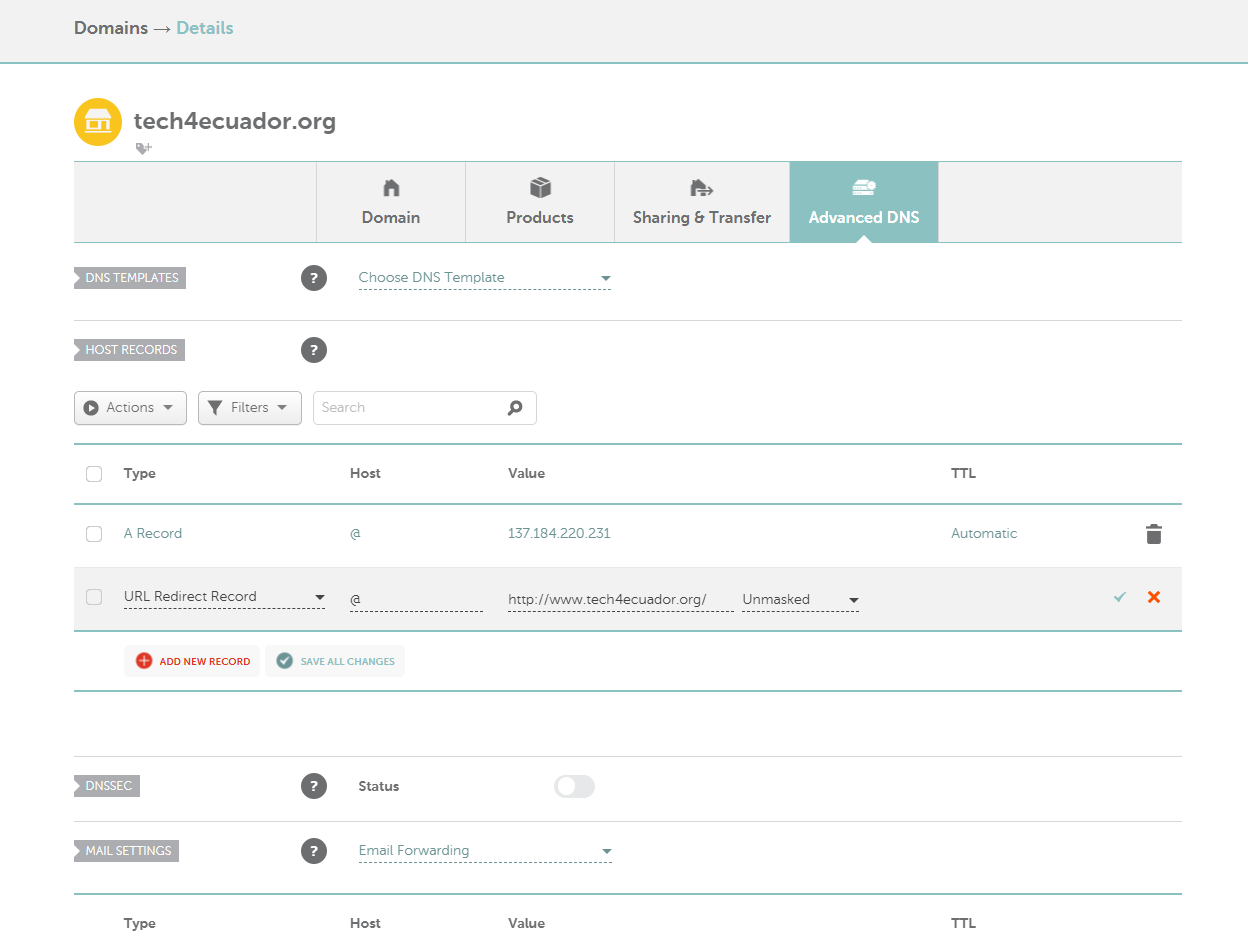 Domains → Details
tech4ecuador.org
Domain
Products
Sharing & Transfer
Advanced DNS
DNS TEMPLATES ? Choose DNS Template
HOST RECORDS ?
Actions Filters Search
Type Host Value TTL
A Record @ 137.184.220.231 Automatic
URL Redirect Record @ http://www.tech4ecuador.org/ Unmasked
ADD NEW RECORD SAVE ALL CHANGES
DNSSEC ? Status
MAIL SETTINGS ? Email Forwarding
Type Host Value TTL